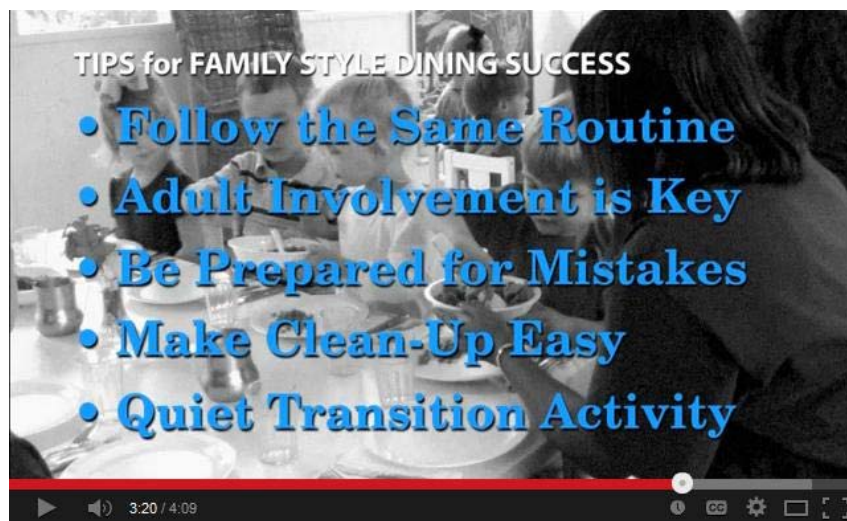 TIPS for FAMILY STYLE DINING SUCCESS
• Follow the Same Routine
• Adult Involvement is Key
• Be Prepared for Mistakes
• Make Clean-Up Easy
• Quiet Transition Activity
3:20 / 4:09
CC